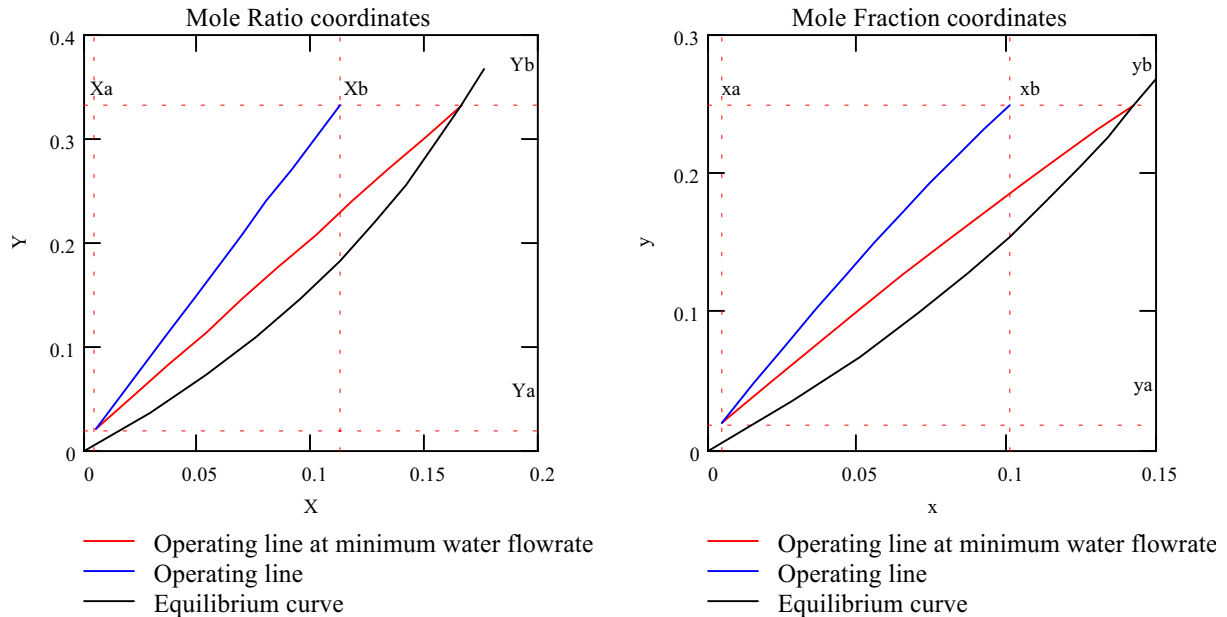 Mole Ratio coordinates
0.4
0.3
0.2
0.1
0
Y
Xa
Xb
Yb
Ya
0
0.05
0.1
0.15
0.2
X
Operating line at minimum water flowrate
Operating line
Equilibrium curve
Mole Fraction coordinates
0.3
0.2
0.1
0
y
xa
xb
yb
ya
0
0.05
0.1
0.15
x
Operating line at minimum water flowrate
Operating line
Equilibrium curve